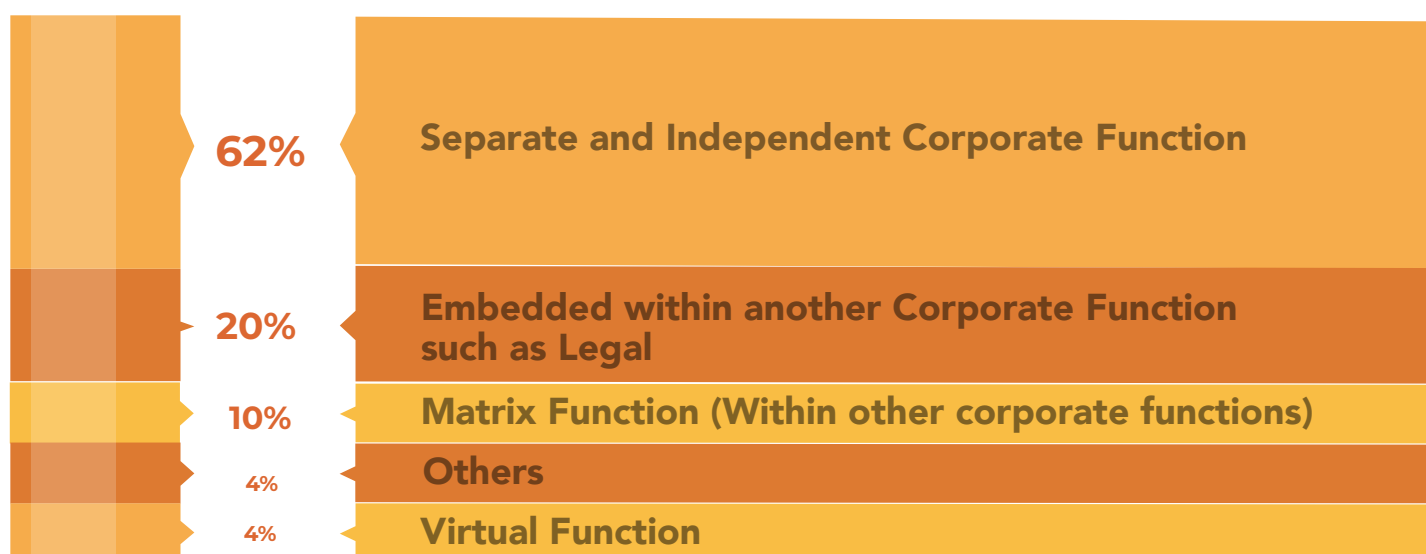 62%
Separate and Independent Corporate Function
20%
Embedded within another Corporate Function
such as Legal
10%
Matrix Function (Within other corporate functions)
4%
Others
4%
Virtual Function